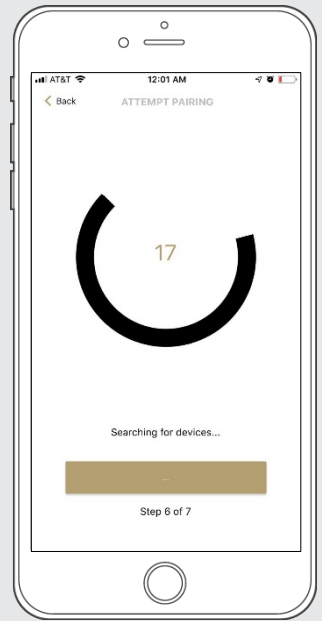 AT&T 12:01 AM
Back ATTEMPT PAIRING
17
Searching for devices...
...
Step 6 of 7